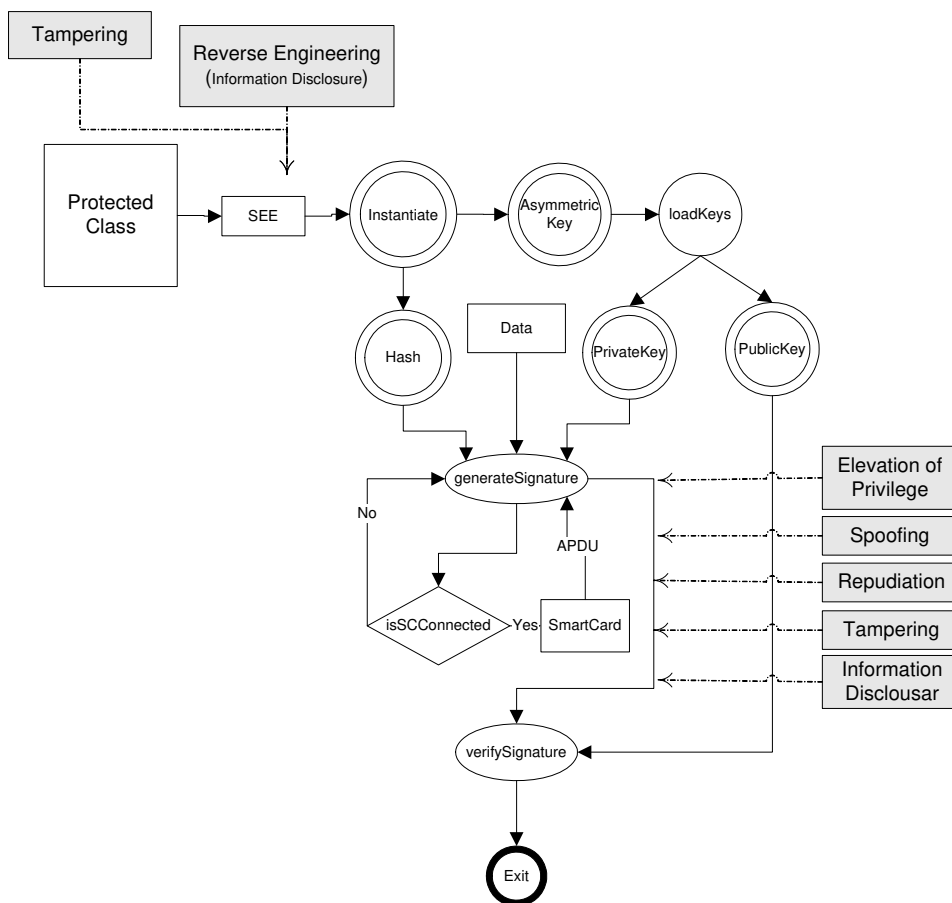 Tampering
Reverse Engineering
(Information Disclosure)
Protected
Class
SEE
Instantiate
Asymmetric
Key
loadKeys
Hash
Data
PrivateKey
PublicKey
generateSignature
Elevation of
Privilege
No
APDU
Spoofing
Repudiation
isSCConnected
Yes
SmartCard
Tampering
Information
Disclousar
verifySignature
Exit